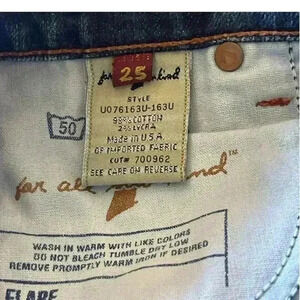 SIZE
25
for all mankind
STYLE
U076163U-163U
98%COTTON
2%LYCRA
MADE IN U.S.A.
OF IMPORTED FABRIC
CUT# 700962
SEE CARE ON REVERSE
50
for all mankind™
WASH IN WARM WITH LIKE COLORS
DO NOT BLEACH TUMBLE DRY LOW
REMOVE PROMPTLY WARM IRON IF DESIRED
FLARE